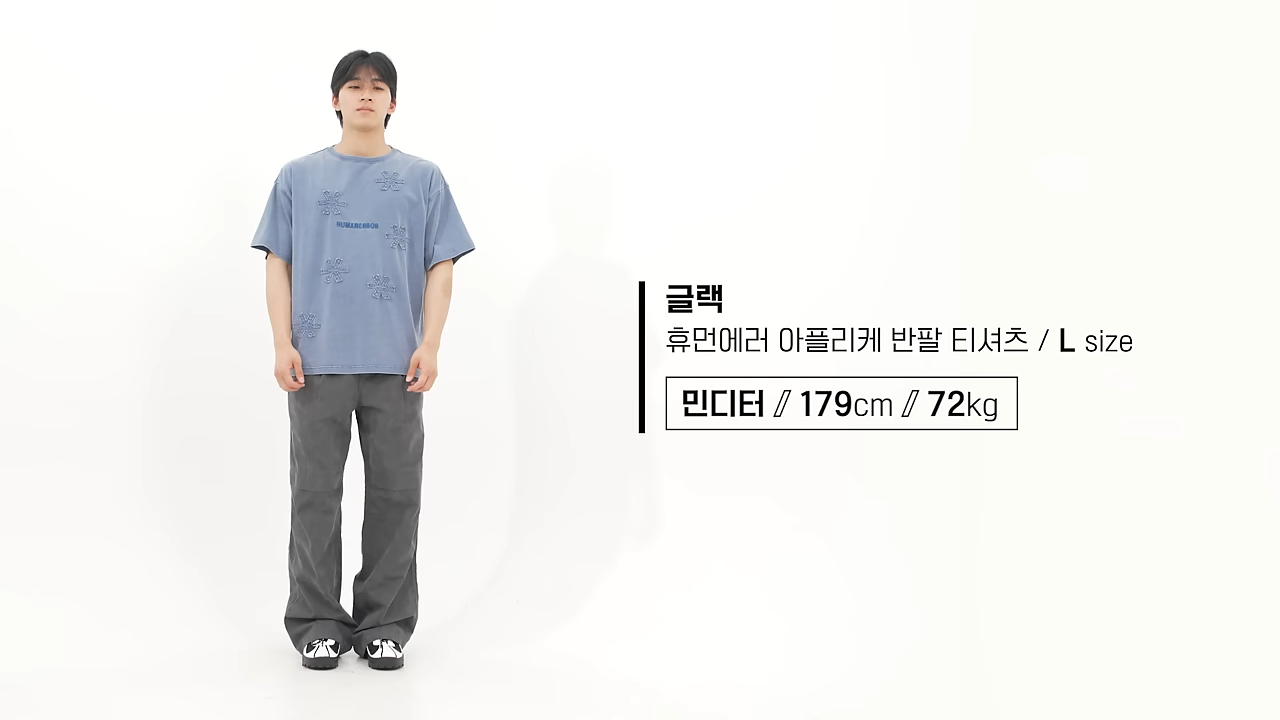 HUMANERROR
글랙
휴먼에러 아플리케 반팔 티셔츠 / L size
민디터 // 179cm // 72kg